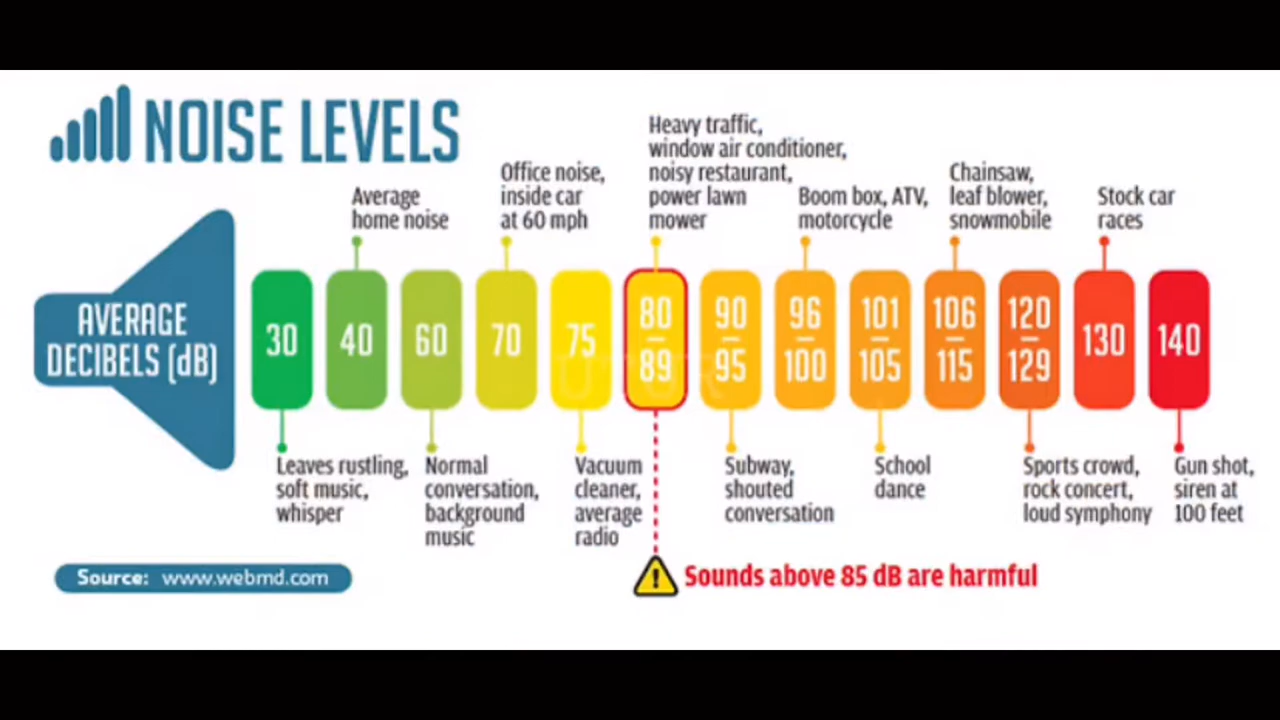 NOISE LEVELS
Average
home noise
Office noise,
inside car
at 60 mph
Heavy traffic,
window air conditioner,
noisy restaurant,
power lawn
mower
Boom box, ATV,
motorcycle
Chainsaw,
leaf blower,
snowmobile
Stock car
races
AVERAGE
DECIBELS (dB)
30
40
60
70
75
80
89
90
95
96
100
101
105
106
115
120
129
130
140
Leaves rustling,
soft music,
whisper
Normal
conversation,
background
music
Vacuum
cleaner,
average
radio
Subway,
shouted
conversation
School
dance
Sports crowd,
rock concert,
loud symphony
Gun shot,
siren at
100 feet
Source: www.webmd.com
! Sounds above 85 dB are harmful